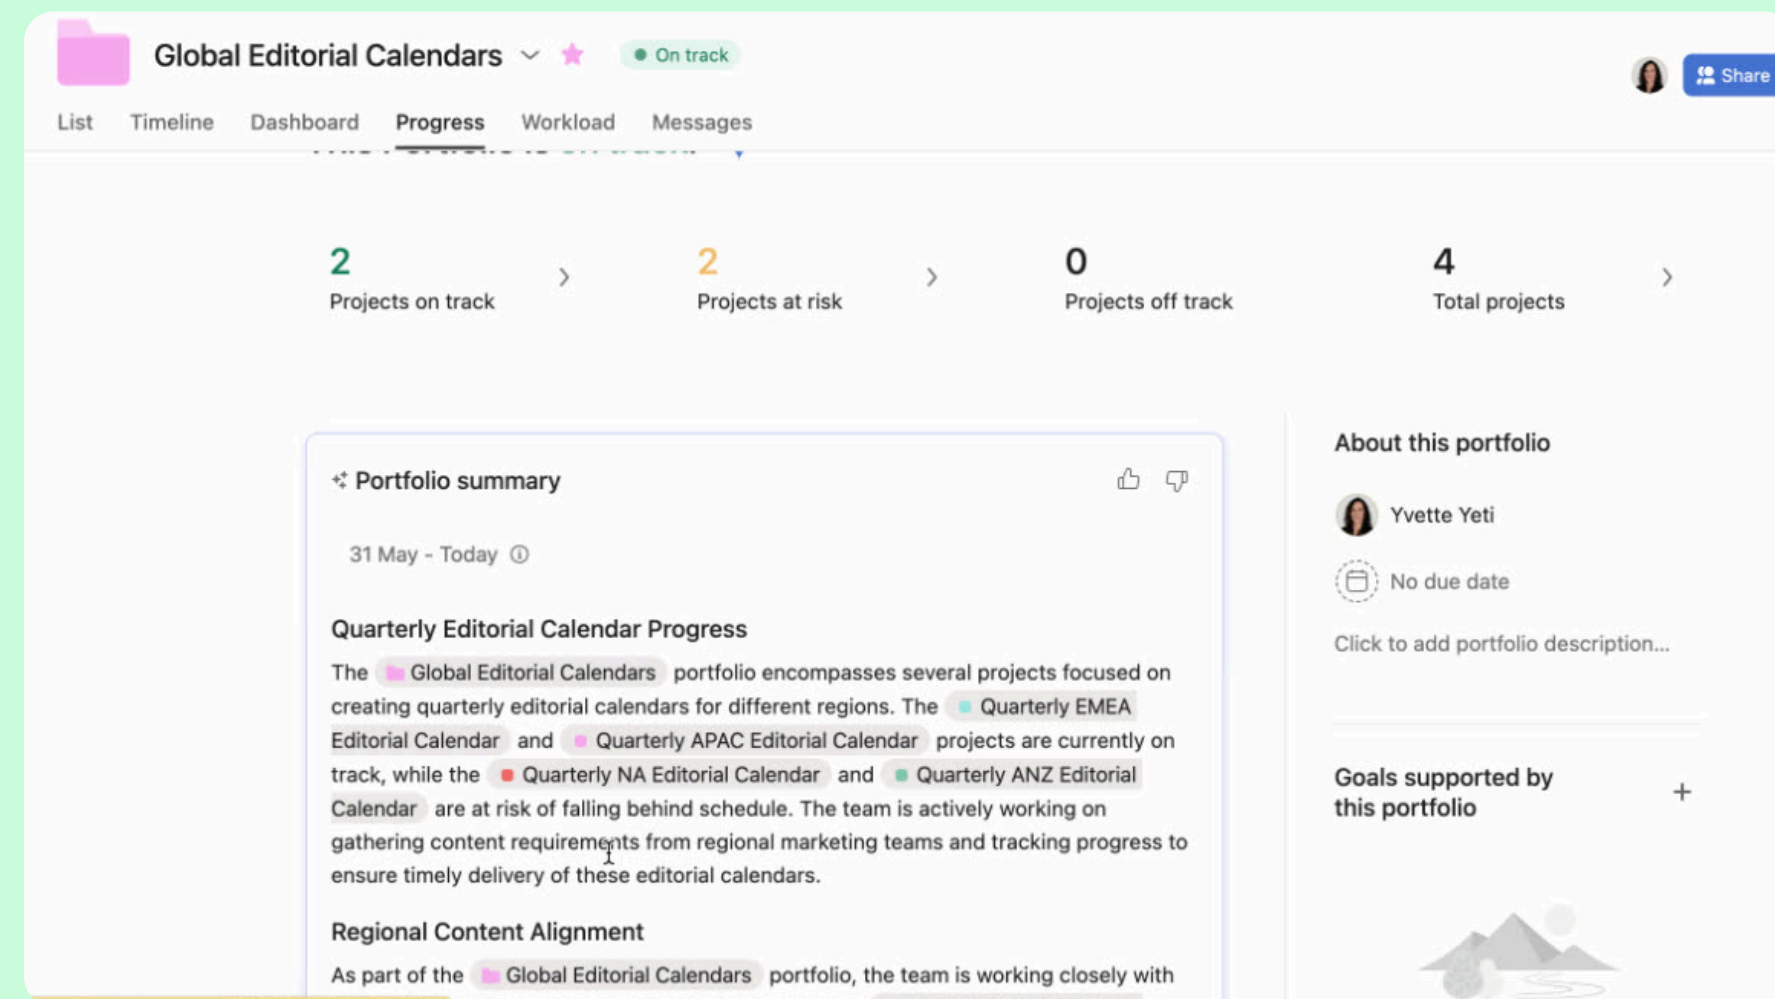 Global Editorial Calendars
On track
Share
List Timeline Dashboard Progress Workload Messages
2
Projects on track
2
Projects at risk
0
Projects off track
4
Total projects
Portfolio summary
31 May - Today
Quarterly Editorial Calendar Progress
The Global Editorial Calendars portfolio encompasses several projects focused on
creating quarterly editorial calendars for different regions. The Quarterly EMEA
Editorial Calendar and Quarterly APAC Editorial Calendar projects are currently on
track, while the Quarterly NA Editorial Calendar and Quarterly ANZ Editorial
Calendar are at risk of falling behind schedule. The team is actively working on
gathering content requirements from regional marketing teams and tracking progress to
ensure timely delivery of these editorial calendars.
Regional Content Alignment
As part of the Global Editorial Calendars portfolio, the team is working closely with
About this portfolio
Yvette Yeti
No due date
Click to add portfolio description...
Goals supported by
this portfolio